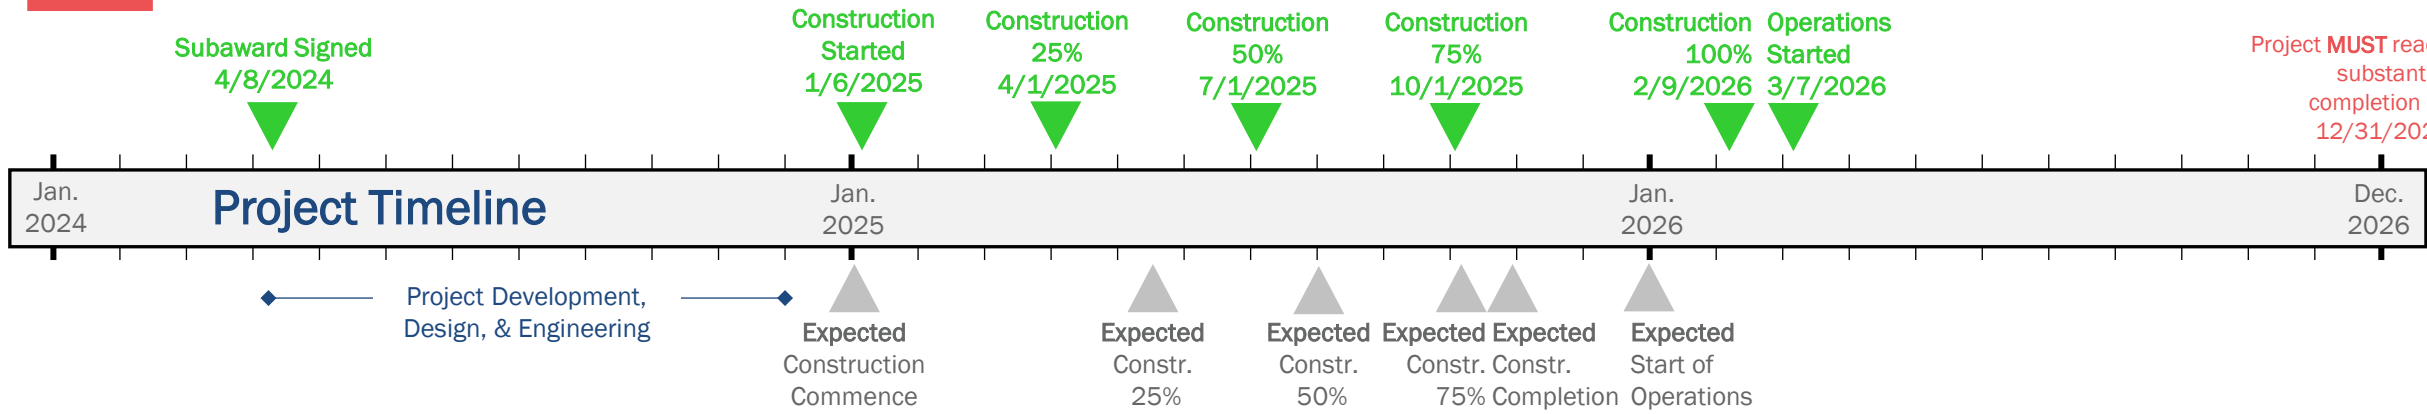 Subaward Signed
4/8/2024
Construction
Started
1/6/2025
Construction
25%
4/1/2025
Construction
50%
7/1/2025
Construction
75%
10/1/2025
Construction
100%
2/9/2026
Operations
Started
3/7/2026
Project MUST
completion
Jan.
2024
Project Timeline
Jan.
2025
Jan.
2026
Dec.
2026
Project Development,
Design, & Engineering
Expected
Construction
Commence
Expected
Constr.
25%
Expected
Constr.
50%
Expected
Constr.
75%
Expected
Constr.
Completion
Expected
Start of
Operations